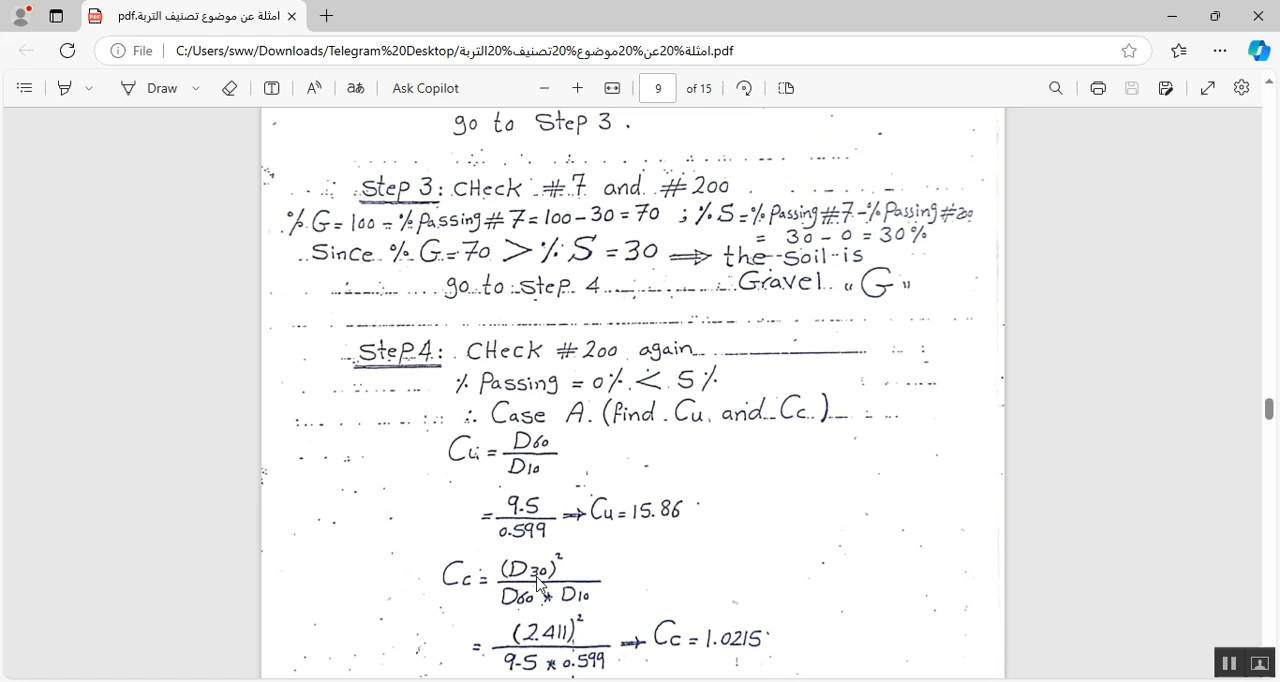 امثلة عن موضوع تصنيف التربة.pdf
File C:/Users/sww/Downloads/Telegram%20Desktop/امثلة%20عن%20موضوع%20تصنيف%20التربة.pdf
Draw aあ Ask Copilot 9 of 15
go to Step 3 .
Step 3: CHeck #7 and #200
% G = 100 - % Passing #7 = 100 - 30 = 70 ; % S = % Passing #7 - % Passing #200
= 30 - 0 = 30 %
Since % G = 70 > % S = 30 ⟹ the soil is
go to step 4 Gravel "G"
Step 4: CHeck #200 again
% Passing = 0% < 5 %
∴ Case A. (find Cu and Cc)
Cu = D60 / D10
= 9.5 / 0.599 ⟹ Cu = 15.86
Cc = (D30)² / D60 * D10
= (2.411)² / 9.5 * 0.599 ⟹ Cc = 1.0215